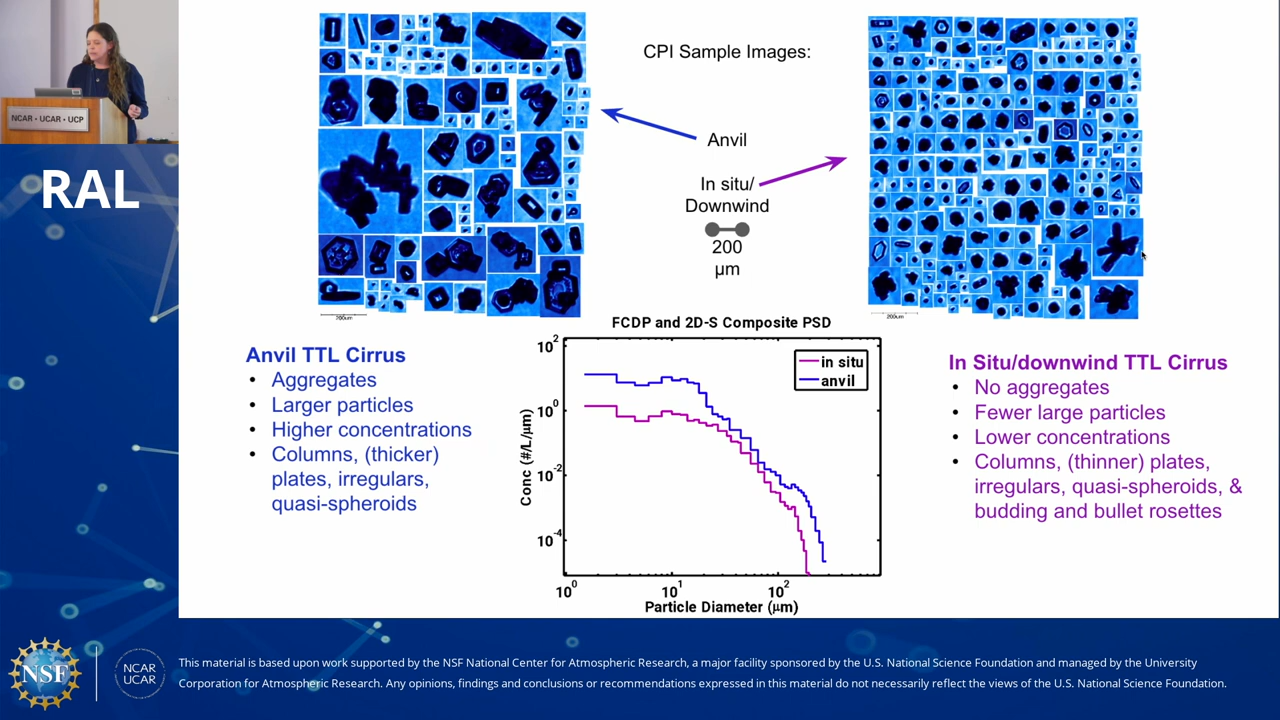 NCAR • UCAR • UCP
RAL
CPI Sample Images:
Anvil
In situ/
Downwind
200
µm
200um
200um
Anvil TTL Cirrus
• Aggregates
• Larger particles
• Higher concentrations
• Columns, (thicker)
plates, irregulars,
quasi-spheroids
FCDP and 2D-S Composite PSD
in situ
anvil
Conc (#/L/µm)
10²
10⁰
10⁻²
10⁻⁴
10⁰ 10¹ 10²
Particle Diameter (µm)
In Situ/downwind TTL Cirrus
• No aggregates
• Fewer large particles
• Lower concentrations
• Columns, (thinner) plates,
irregulars, quasi-spheroids, &
budding and bullet rosettes
NSF
NCAR
UCAR
This material is based upon work supported by the NSF National Center for Atmospheric Research, a major facility sponsored by the U.S. National Science Foundation and managed by the University
Corporation for Atmospheric Research. Any opinions, findings and conclusions or recommendations expressed in this material do not necessarily reflect the views of the U.S. National Science Foundation.